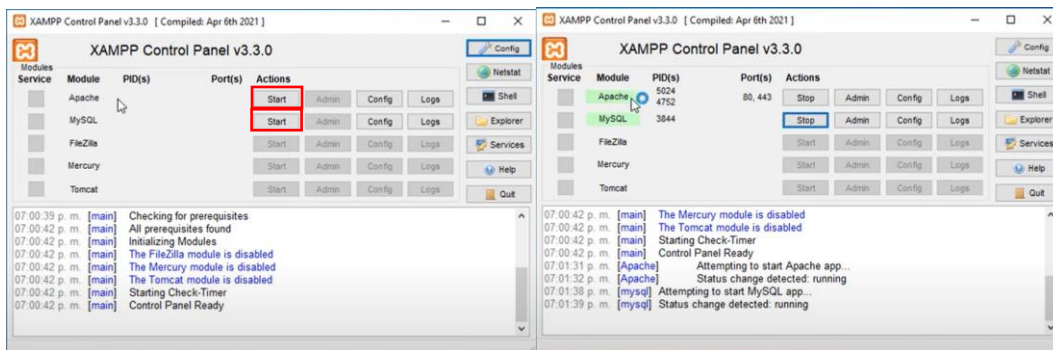 XAMPP Control Panel v3.3.0 [ Compiled: Apr 6th 2021 ]
XAMPP Control Panel v3.3.0
Config
Modules
Service Module PID(s) Port(s) Actions
Netstat
Apache Start Admin Config Logs
Shell
MySQL Start Admin Config Logs
Explorer
FileZilla Start Admin Config Logs
Services
Mercury Start Admin Config Logs
Help
Tomcat Start Admin Config Logs
Quit
07:00:39 p. m. [main] Checking for prerequisites
07:00:42 p. m. [main] All prerequisites found
07:00:42 p. m. [main] Initializing Modules
07:00:42 p. m. [main] The FileZilla module is disabled
07:00:42 p. m. [main] The Mercury module is disabled
07:00:42 p. m. [main] The Tomcat module is disabled
07:00:42 p. m. [main] Starting Check-Timer
07:00:42 p. m. [main] Control Panel Ready
XAMPP Control Panel v3.3.0 [ Compiled: Apr 6th 2021 ]
XAMPP Control Panel v3.3.0
Config
Modules
Service Module PID(s) Port(s) Actions
Netstat
Apache 5024 4752 80, 443 Stop Admin Config Logs
Shell
MySQL 3844 Stop Admin Config Logs
Explorer
FileZilla Start Admin Config Logs
Services
Mercury Start Admin Config Logs
Help
Tomcat Start Admin Config Logs
Quit
07:00:42 p. m. [main] The Mercury module is disabled
07:00:42 p. m. [main] The Tomcat module is disabled
07:00:42 p. m. [main] Starting Check-Timer
07:00:42 p. m. [main] Control Panel Ready
07:01:31 p. m. [Apache] Attempting to start Apache app...
07:01:32 p. m. [Apache] Status change detected: running
07:01:38 p. m. [mysql] Attempting to start MySQL app...
07:01:39 p. m. [mysql] Status change detected: running